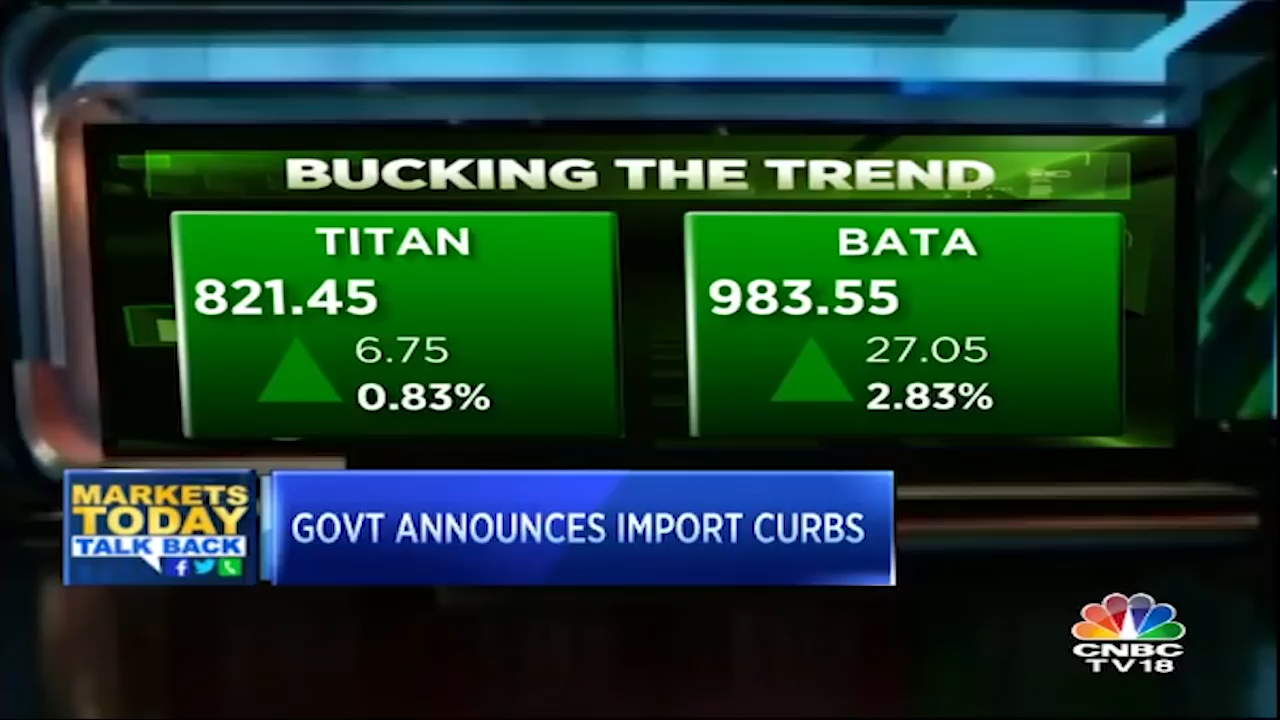 BUCKING THE TREND
TITAN
821.45
6.75
0.83%
BATA
983.55
27.05
2.83%
MARKETS
TODAY
TALK BACK
GOVT ANNOUNCES IMPORT CURBS
CNBC
TV18